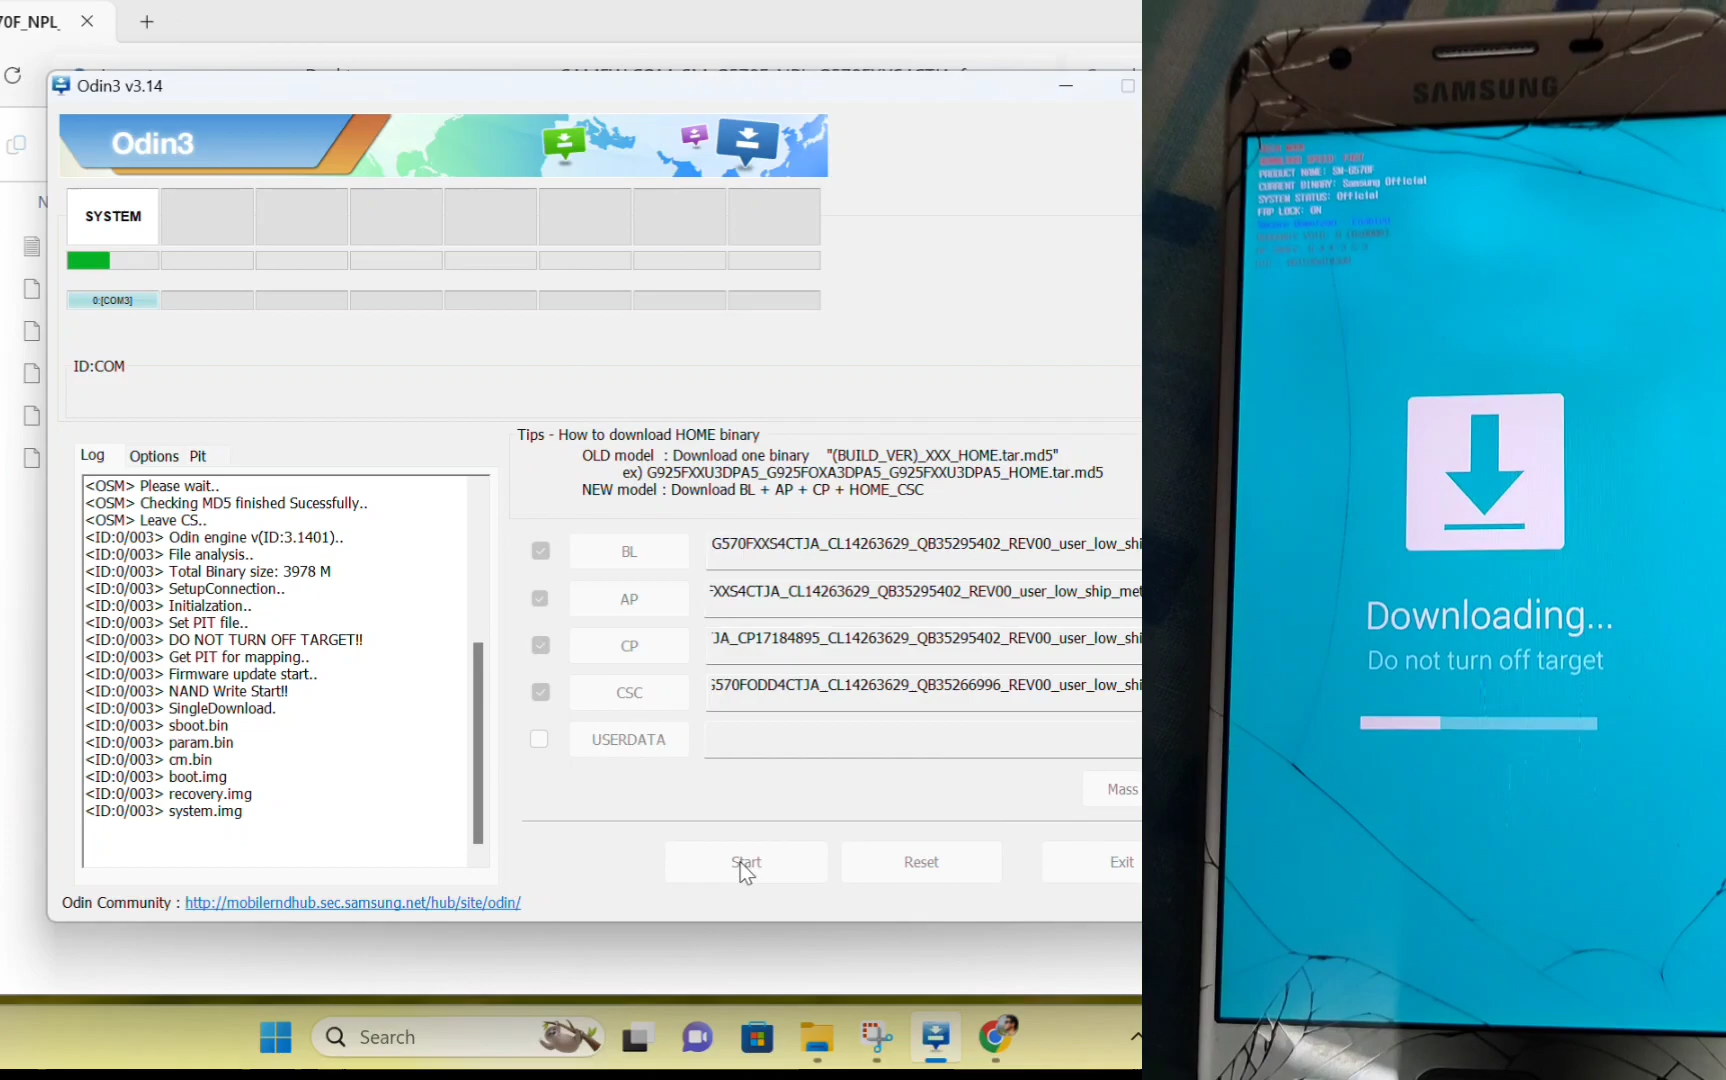 70F_NPL_
Odin3 v3.14
Odin3
SYSTEM
0:[COM3]
ID:COM
Log
Options
Pit
<OSM> Please wait..
<OSM> Checking MD5 finished Sucessfully..
<OSM> Leave CS..
<ID:0/003> Odin engine v(ID:3.1401)..
<ID:0/003> File analysis..
<ID:0/003> Total Binary size: 3978 M
<ID:0/003> SetupConnection..
<ID:0/003> Initialzation..
<ID:0/003> Set PIT file..
<ID:0/003> DO NOT TURN OFF TARGET!!
<ID:0/003> Get PIT for mapping..
<ID:0/003> Firmware update start..
<ID:0/003> NAND Write Start!!
<ID:0/003> SingleDownload.
<ID:0/003> sboot.bin
<ID:0/003> param.bin
<ID:0/003> cm.bin
<ID:0/003> boot.img
<ID:0/003> recovery.img
<ID:0/003> system.img
Tips - How to download HOME binary
OLD model : Download one binary "(BUILD_VER)_XXX_HOME.tar.md5"
ex) G925FXXU3DPA5_G925FOXA3DPA5_G925FXXU3DPA5_HOME.tar.md5
NEW model : Download BL + AP + CP + HOME_CSC
BL G570FXXS4CTJA_CL14263629_QB35295402_REV00_user_low_shi
AP FXXS4CTJA_CL14263629_QB35295402_REV00_user_low_ship_met
CP JA_CP17184895_CL14263629_QB35295402_REV00_user_low_shi
CSC 570FODD4CTJA_CL14263629_QB35266996_REV00_user_low_shi
USERDATA
Mass
Start Reset Exit
Odin Community : http://mobilerndhub.sec.samsung.net/hub/site/odin/
Search
SAMSUNG
PRODUCT NAME: SM-G570F
CURRENT BINARY: Samsung Official
SYSTEM STATUS: Official
FRP LOCK: ON
Downloading...
Do not turn off target